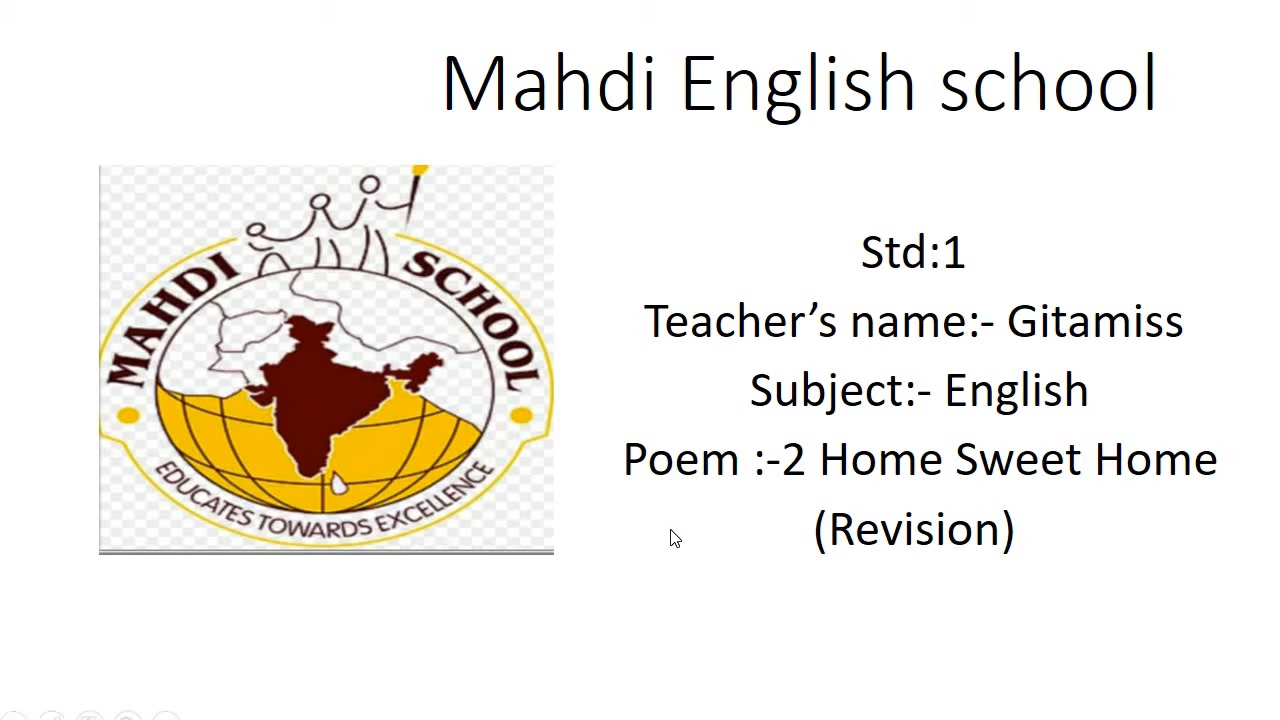 Mahdi English school
MAHDI SCHOOL
EDUCATES TOWARDS EXCELLENCE
Std:1
Teacher’s name:- Gitamiss
Subject:- English
Poem :-2 Home Sweet Home
(Revision)